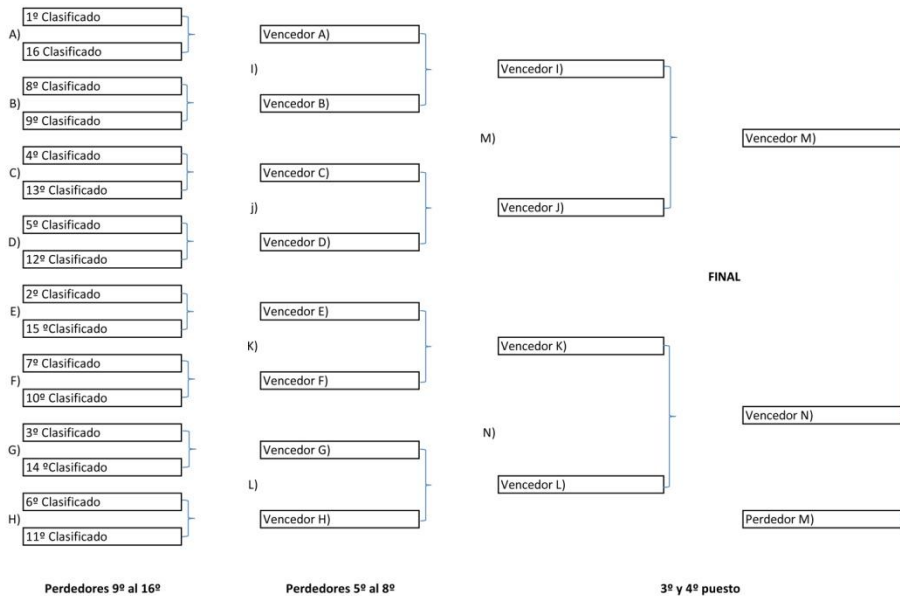 1º Clasificado
A)
16 Clasificado
8º Clasificado
B)
9º Clasificado
4º Clasificado
C)
13º Clasificado
5º Clasificado
D)
12º Clasificado
2º Clasificado
E)
15 ºClasificado
7º Clasificado
F)
10º Clasificado
3º Clasificado
G)
14 ºClasificado
6º Clasificado
H)
11º Clasificado
Perdedores 9º al 16º
Vencedor A)
I)
Vencedor B)
Vencedor C)
j)
Vencedor D)
Vencedor E)
K)
Vencedor F)
Vencedor G)
L)
Vencedor H)
Perdedores 5º al 8º
Vencedor I)
M)
Vencedor J)
Vencedor K)
N)
Vencedor L)
3º y 4º puesto
Vencedor M)
FINAL
Vencedor N)
Perdedor M)